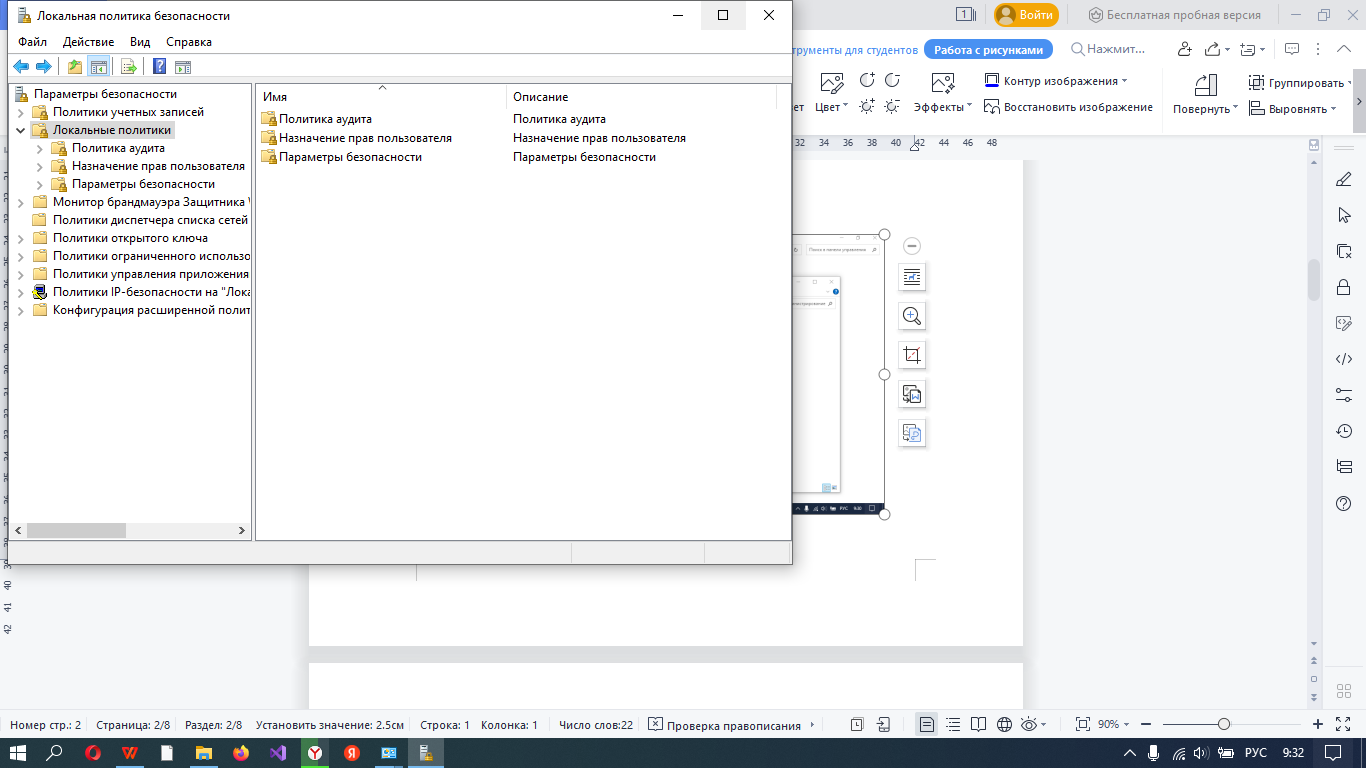 Локальная политика безопасности
Файл Действие Вид Справка
Параметры безопасности
Политики учетных записей
Локальные политики
Политика аудита
Назначение прав пользователя
Параметры безопасности
Монитор брандмауэра Защитника
Политики диспетчера списка сетей
Политики открытого ключа
Политики ограниченного использо
Политики управления приложения
Политики IP-безопасности на "Лока
Конфигурация расширенной полит
Имя Описание
Политика аудита Политика аудита
Назначение прав пользователя Назначение прав пользователя
Параметры безопасности Параметры безопасности
1 Войти Бесплатная пробная версия
трументы для студентов Работа с рисунками Нажмит...
ет Цвет Эффекты Контур изображения Восстановить изображение Повернуть Группировать Выровнять
32 34 36 38 40 42 44 46 48
Поиск в панели управления
40
41
42
Номер стр.: 2 Страница: 2/8 Раздел: 2/8 Установить значение: 2.5см Строка: 1 Колонка: 1 Число слов:22 Проверка правописания 90%
РУС 9:32